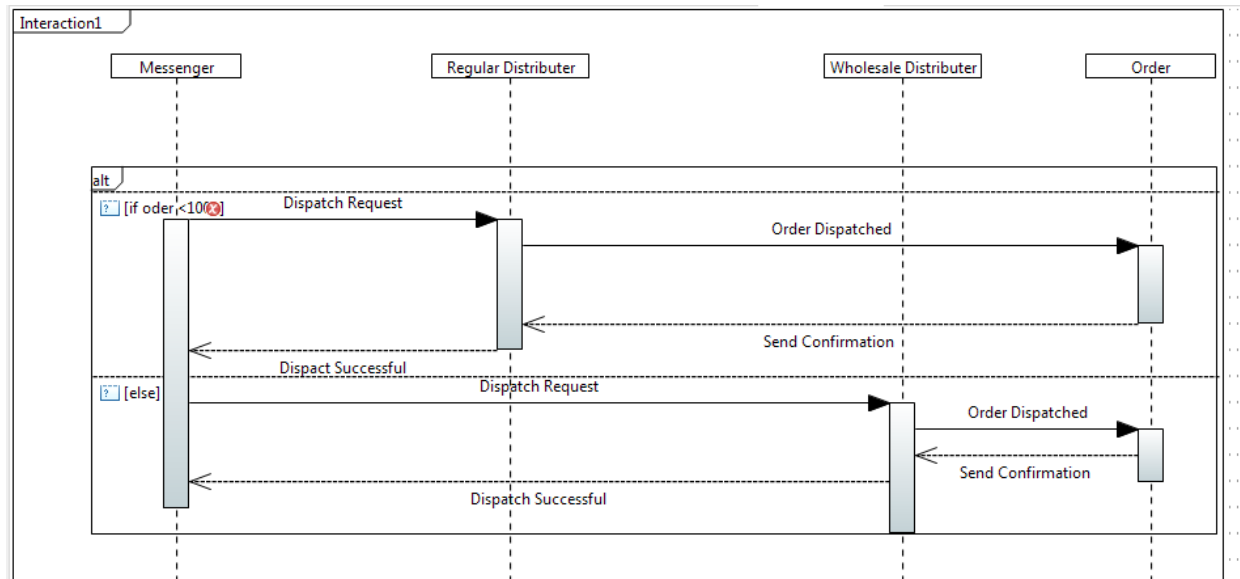 Interaction1
Messenger
Regular Distributer
Wholesale Distributer
Order
alt
[if oder <100]
Dispatch Request
Order Dispatched
Send Confirmation
Dispact Successful
[else]
Dispatch Request
Order Dispatched
Send Confirmation
Dispatch Successful